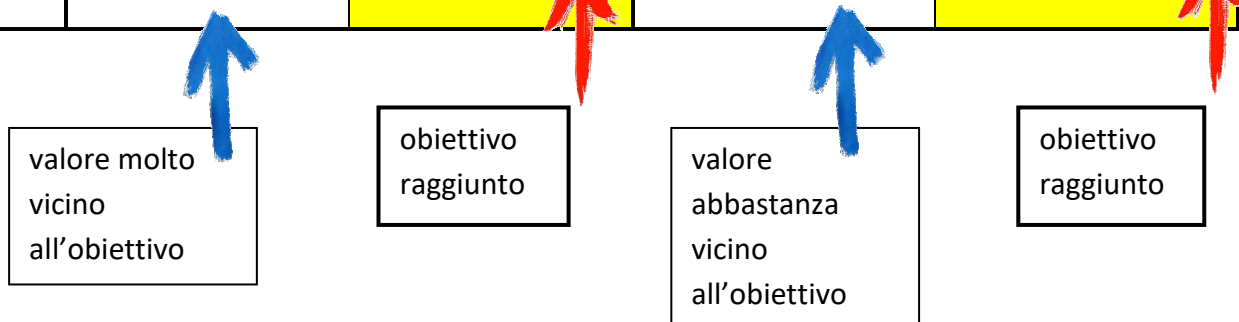 valore molto
vicino
all’obiettivo
obiettivo
raggiunto
valore
abbastanza
vicino
all’obiettivo
obiettivo
raggiunto